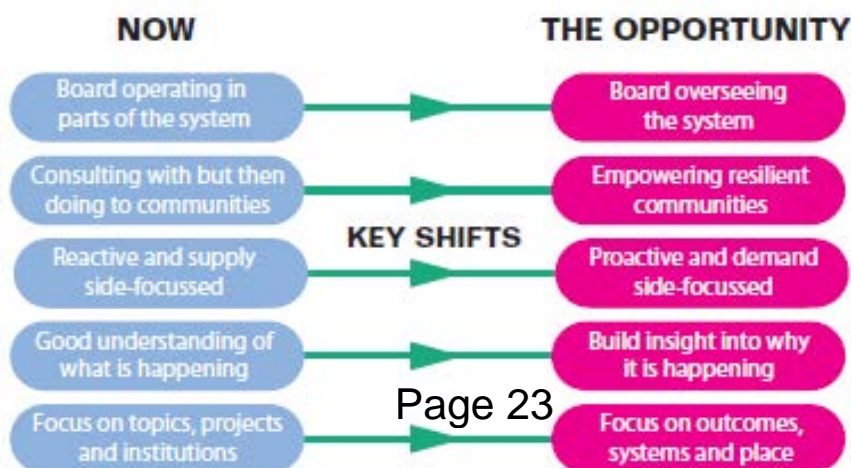 NOW
THE OPPORTUNITY
Board operating in
parts of the system
Board overseeing
the system
Consulting with but then
doing to communities
Empowering resilient
communities
KEY SHIFTS
Reactive and supply
side-focussed
Proactive and demand
side-focussed
Good understanding of
what is happening
Build insight into why
it is happening
Page 23
Focus on topics, projects
and institutions
Focus on outcomes,
systems and place